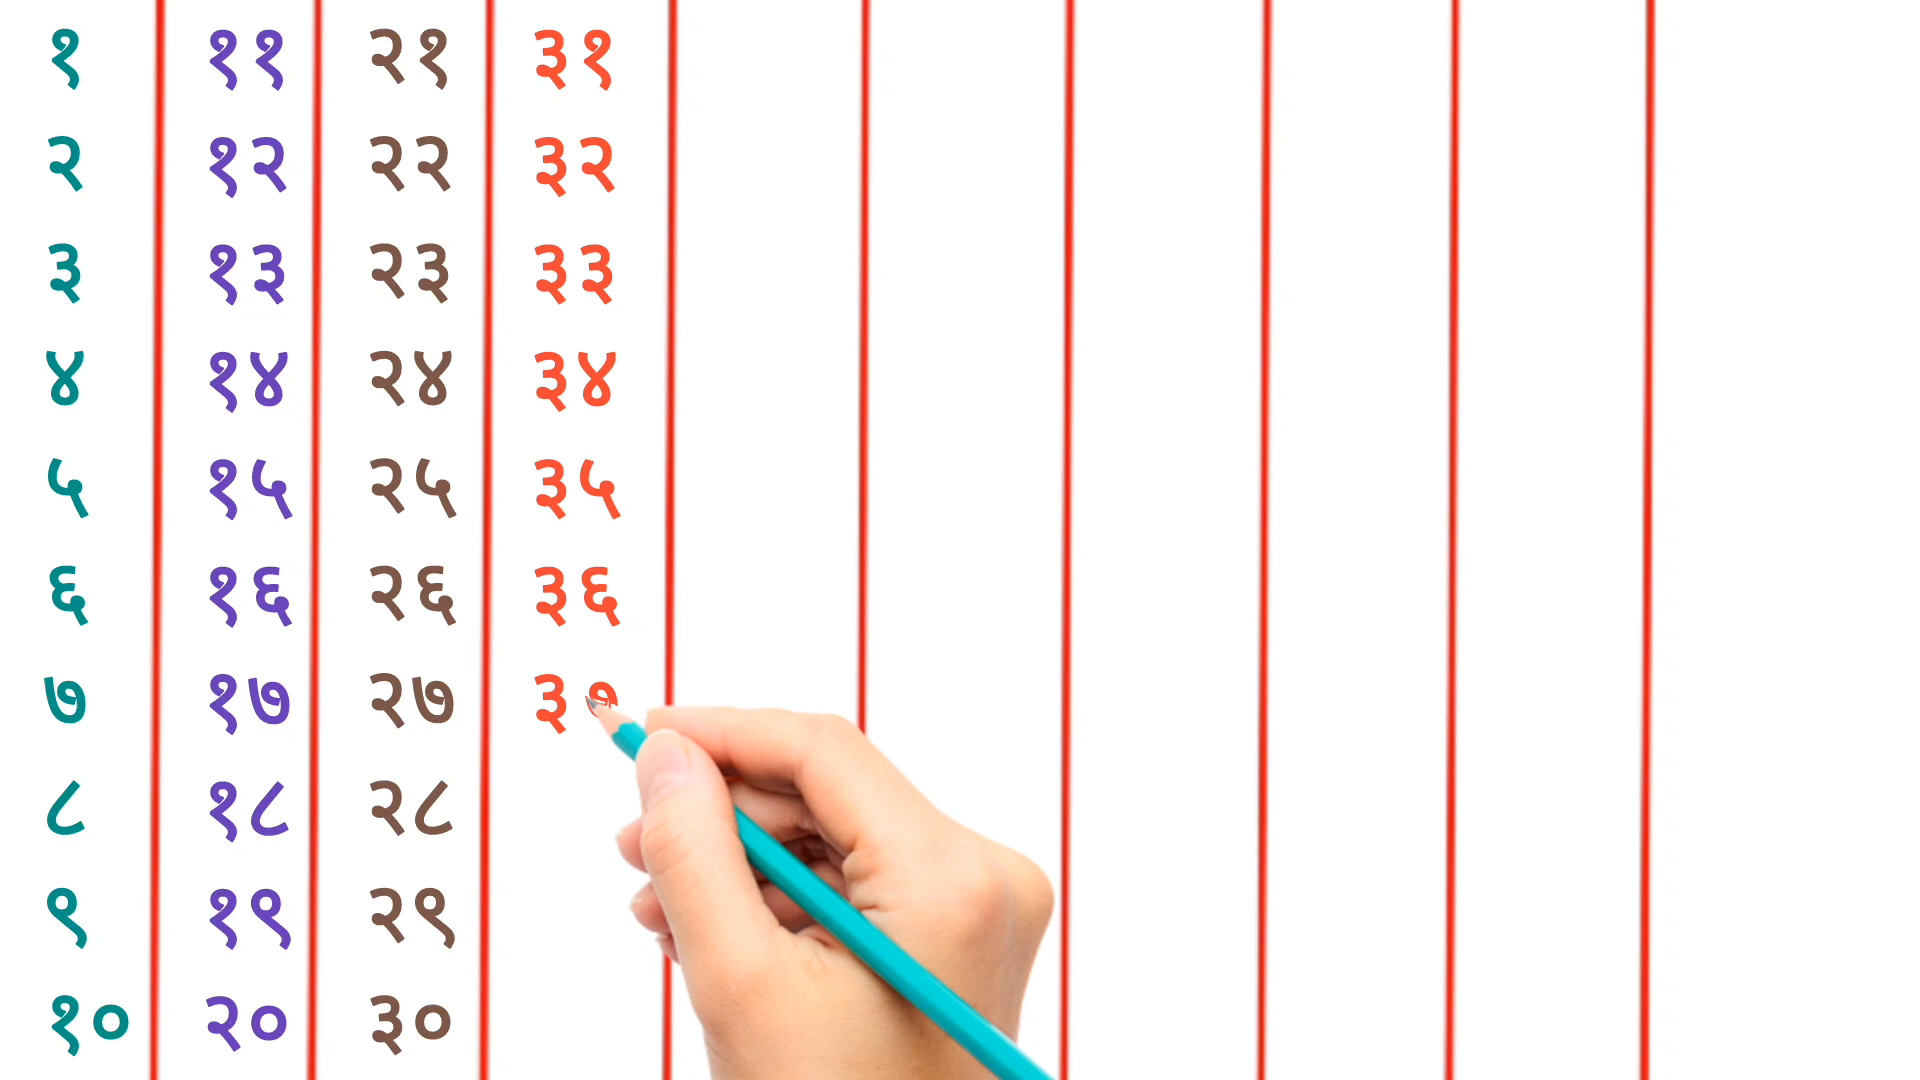 १ ११ २१ ३१
२ १२ २२ ३२
३ १३ २३ ३३
४ १४ २४ ३४
५ १५ २५ ३५
६ १६ २६ ३६
७ १७ २७ ३७
८ १८ २८
९ १९ २९
१० २० ३०